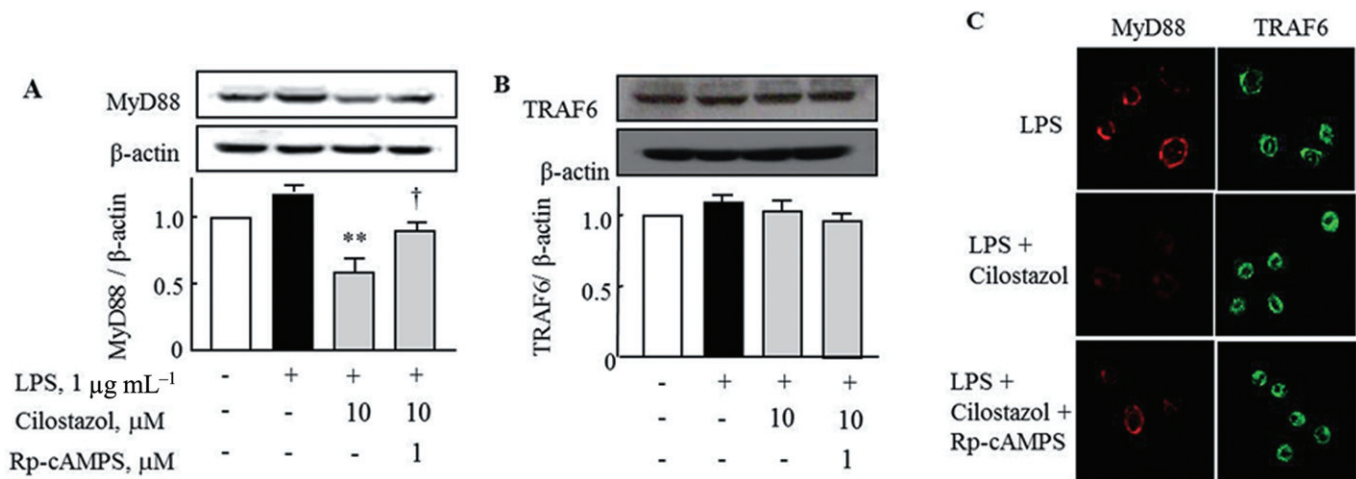 C
MyD88 TRAF6
A
MyD88
β-actin
1.0
0.5
0
MyD88 / β-actin
**
†
B
TRAF6
β-actin
1.0
0.5
0
TRAF6/ β-actin
LPS, 1 µg mL⁻¹ - + + +
Cilostazol, µM - - 10 10
Rp-cAMPS, µM - - - 1
- + + +
- - 10 10
- - - 1
LPS
LPS +
Cilostazol
LPS +
Cilostazol +
Rp-cAMPS